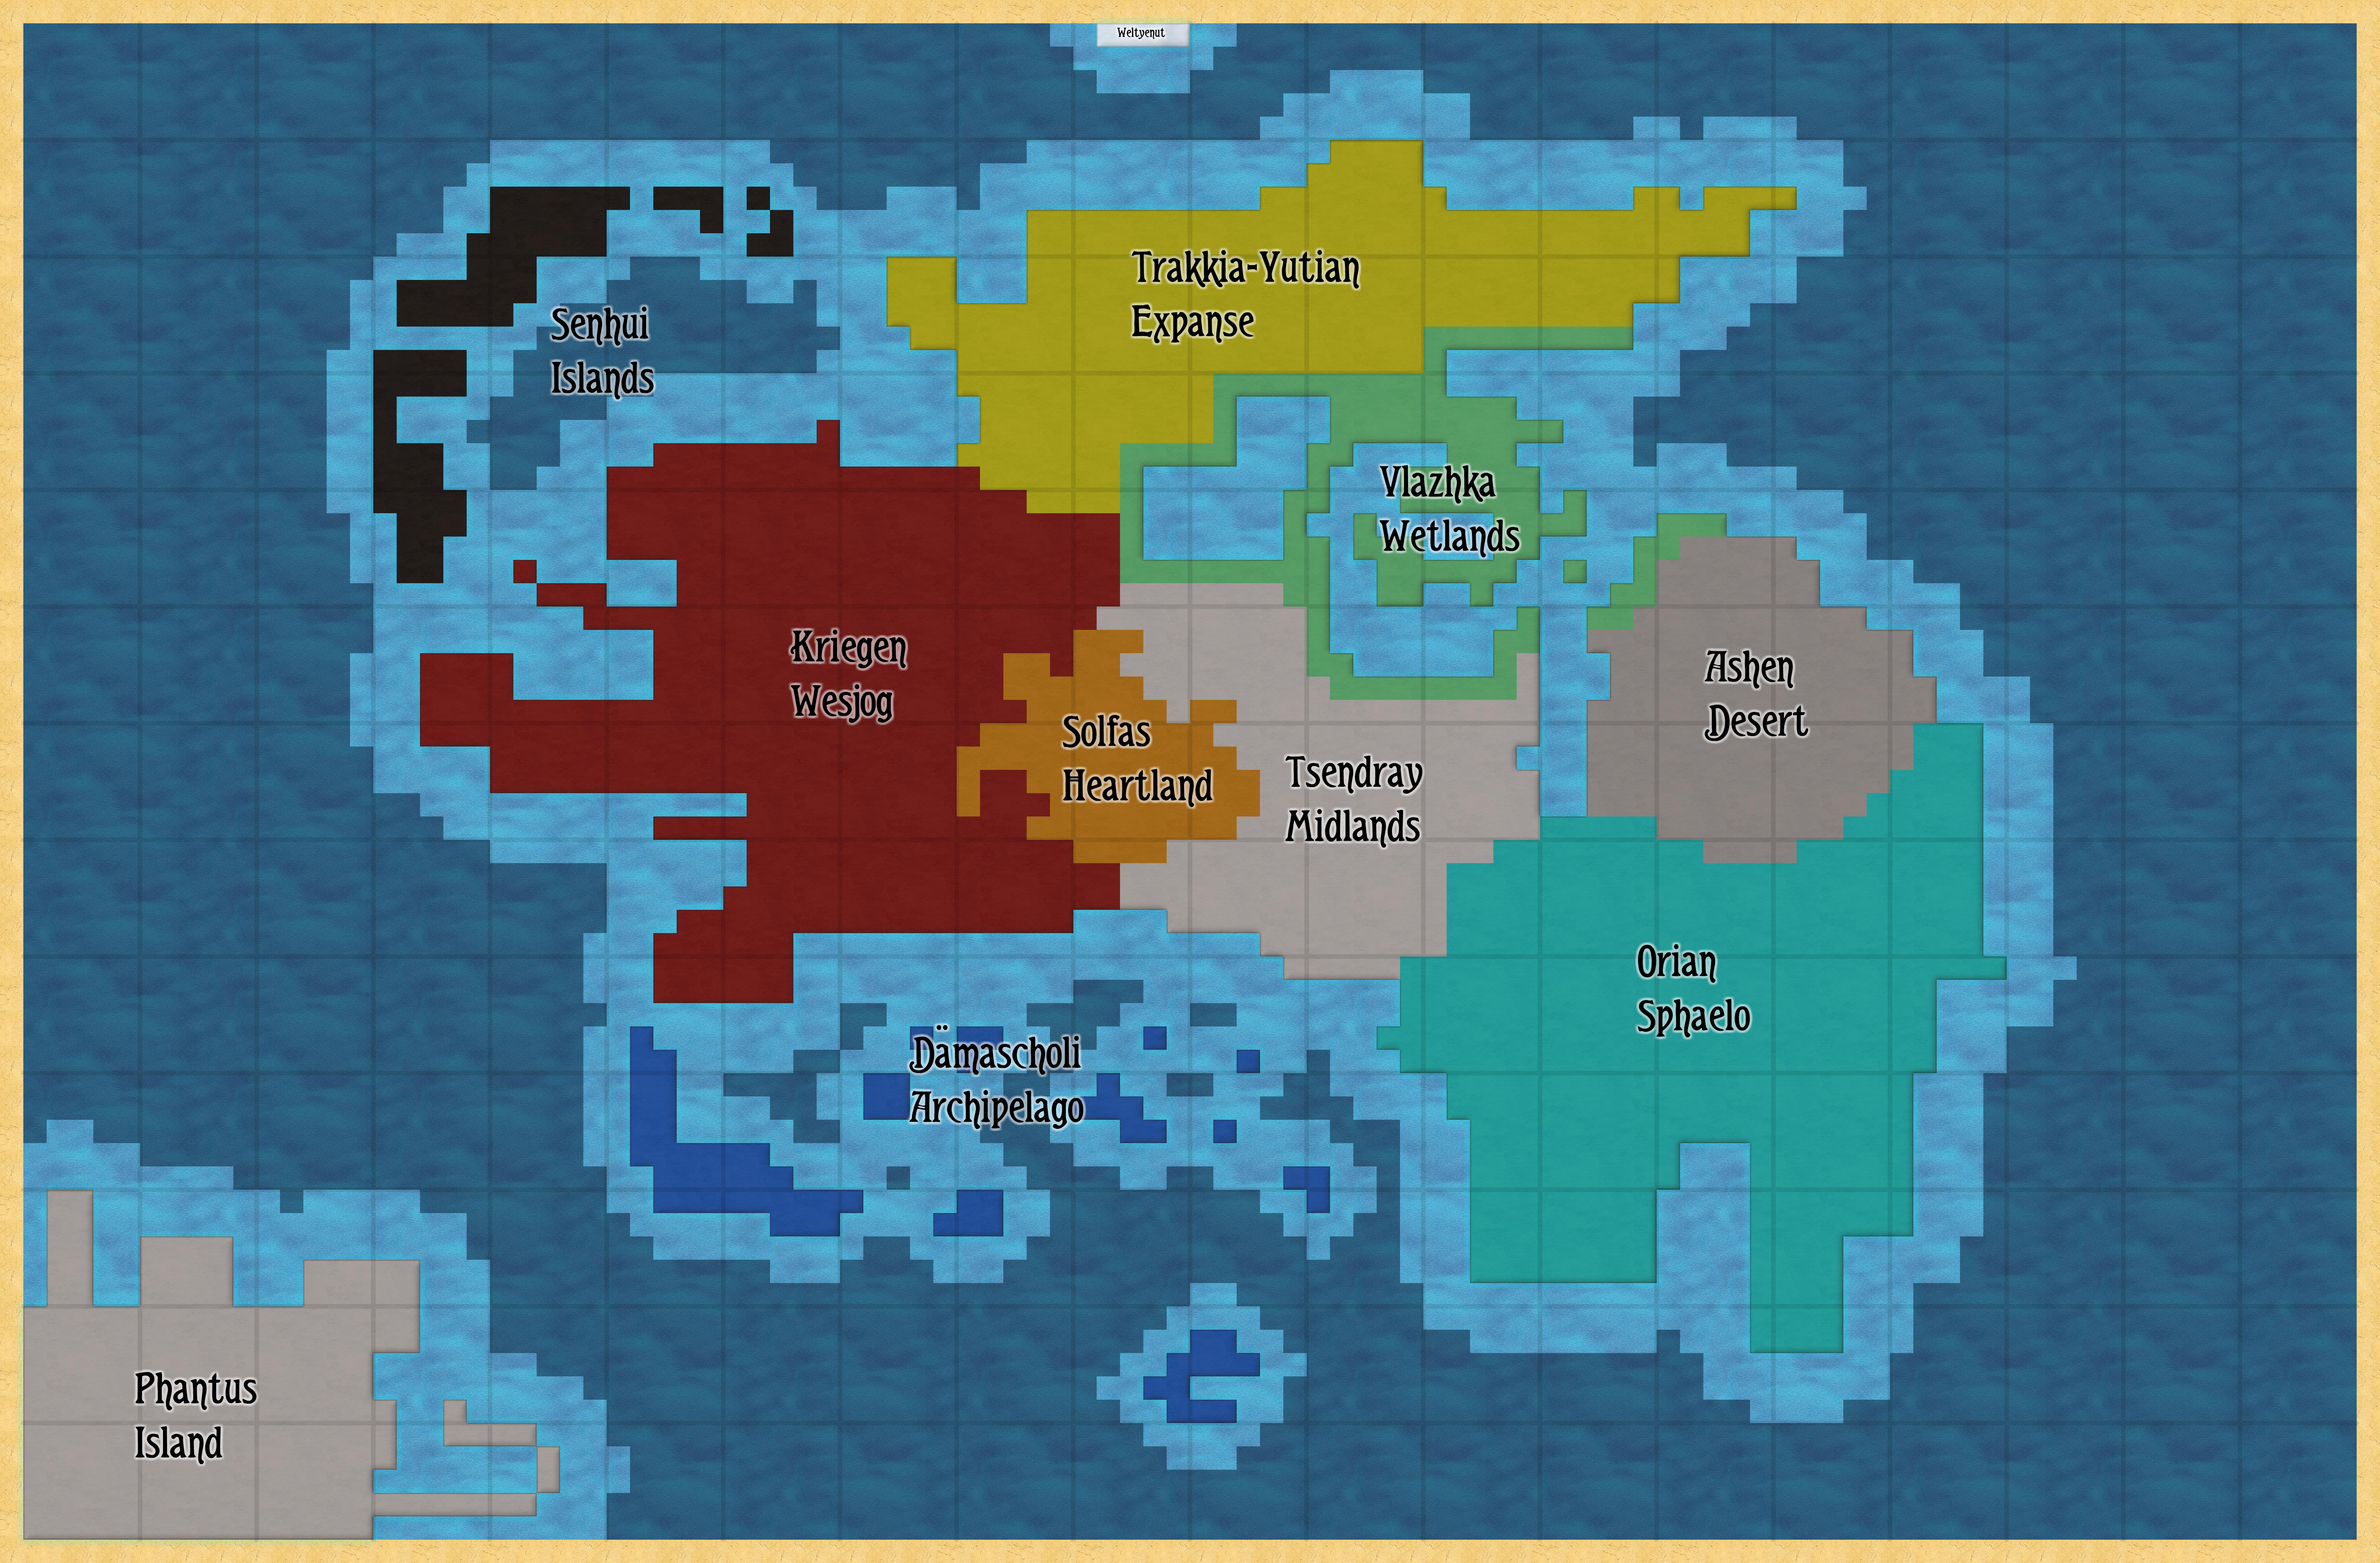 Weltyenut
Trakkia-Yutian
Expanse
Senhui
Islands
Vlazhka
Wetlands
Kriegen
Wesjog
Ashen
Desert
Solfas
Heartland
Tsendray
Midlands
Orian
Sphaelo
Dämascholi
Archipelago
Phantus
Island